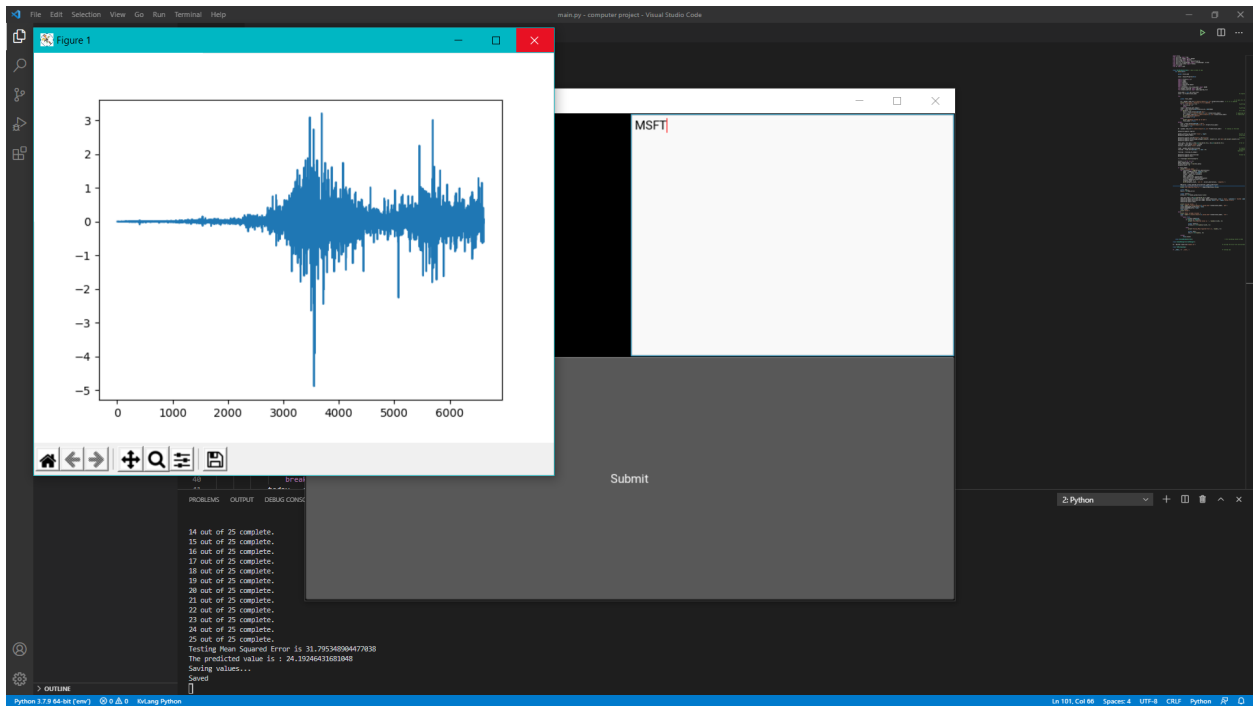 File Edit Selection View Go Run Terminal Help
main.py - computer project - Visual Studio Code
Figure 1
3
2
1
0
−1
−2
−3
−4
−5
0 1000 2000 3000 4000 5000 6000
MSFT
Submit
40
PROBLEMS OUTPUT DEBUG CONSO
2: Python
14 out of 25 complete.
15 out of 25 complete.
16 out of 25 complete.
17 out of 25 complete.
18 out of 25 complete.
19 out of 25 complete.
20 out of 25 complete.
21 out of 25 complete.
22 out of 25 complete.
23 out of 25 complete.
24 out of 25 complete.
25 out of 25 complete.
Testing Mean Squared Error is 31.795348904477038
The predicted value is : 24.19246431681048
Saving values...
Saved
OUTLINE
Python 3.7.9 64-bit ('env') 0 0 0 KvLang Python
Ln 101, Col 66 Spaces: 4 UTF-8 CRLF Python